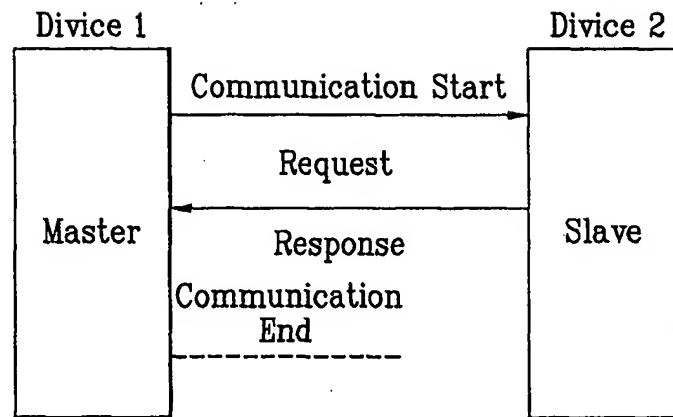 Divice 1
Divice 2
Communication Start
Request
Master
Slave
Response
Communication
End